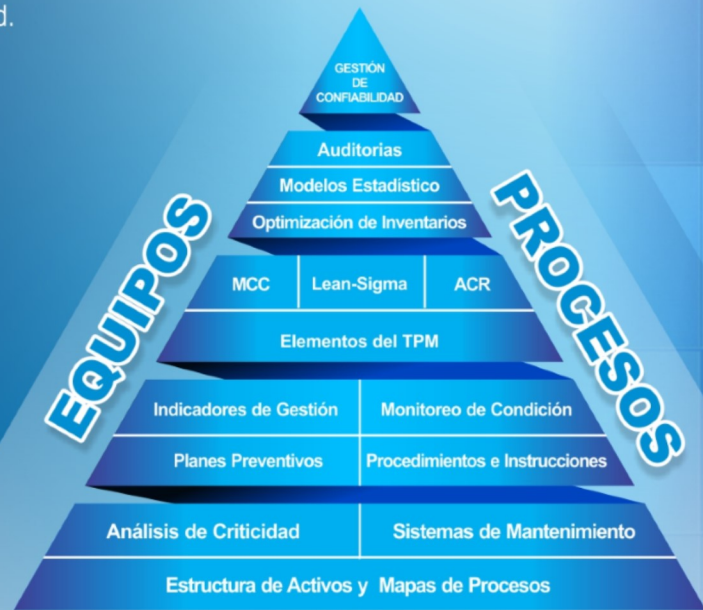 d.
GESTIÓN
DE
CONFIABILIDAD
Auditorias
Modelos Estadístico
Optimización de Inventarios
EQUIPOS
PROCESOS
MCC
Lean-Sigma
ACR
Elementos del TPM
Indicadores de Gestión
Monitoreo de Condición
Planes Preventivos
Procedimientos e Instrucciones
Análisis de Criticidad
Sistemas de Mantenimiento
Estructura de Activos y Mapas de Procesos